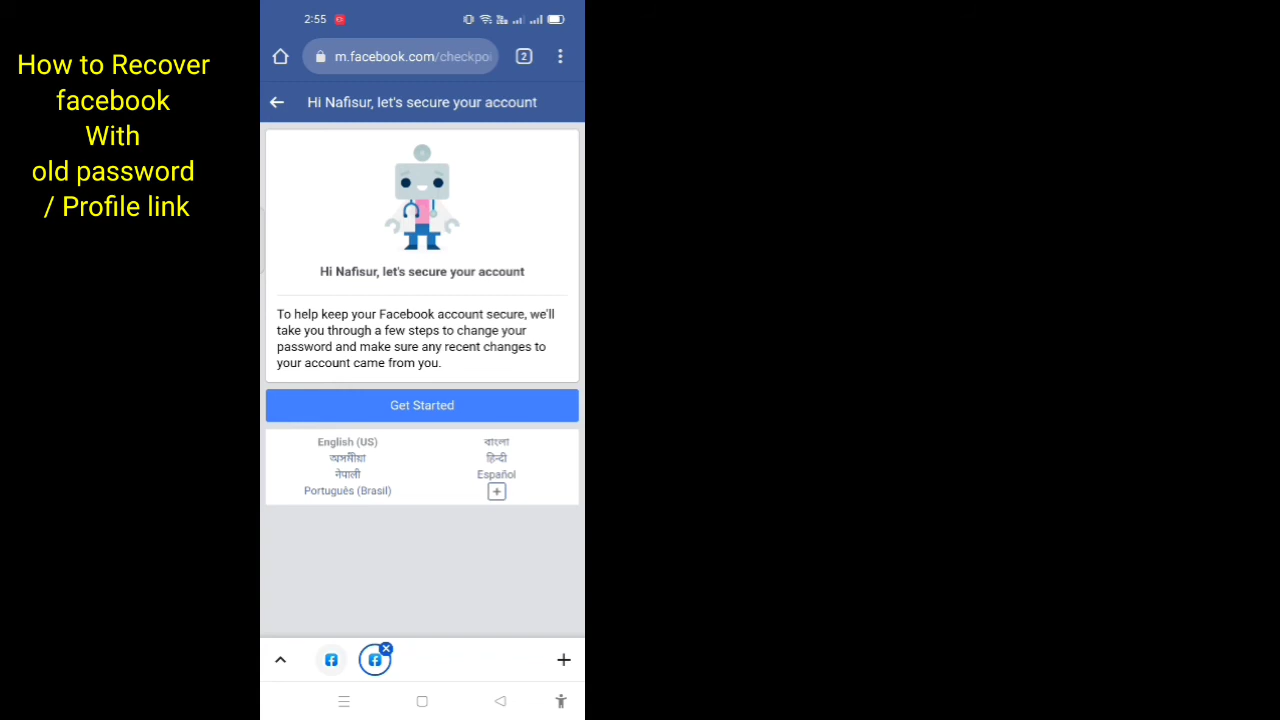 How to Recover
facebook
With
old password
/ Profile link
2:55
m.facebook.com/checkpoi
2
Hi Nafisur, let's secure your account
Hi Nafisur, let's secure your account
To help keep your Facebook account secure, we'll
take you through a few steps to change your
password and make sure any recent changes to
your account came from you.
Get Started
English (US)
বাংলা
অসমীয়া
हिन्दी
नेपाली
Español
Português (Brasil)